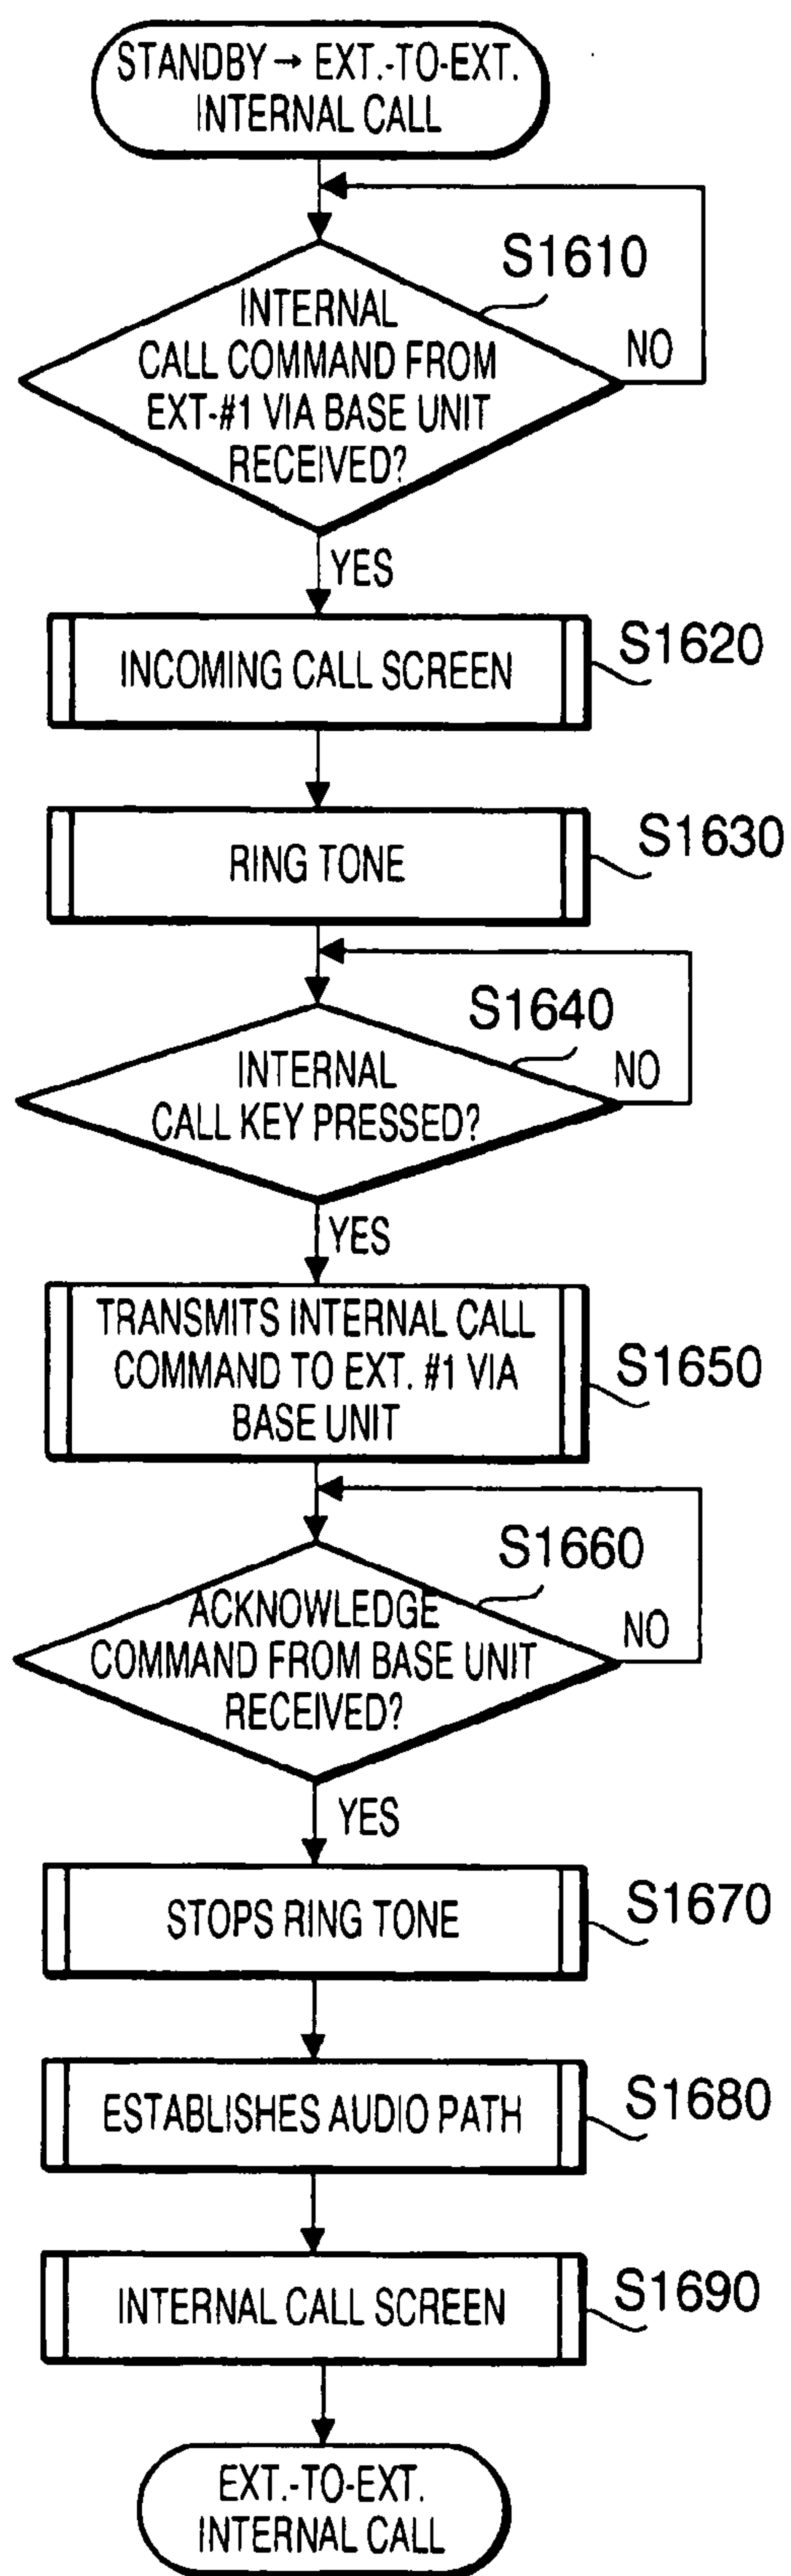 STANDBY → EXT.-TO-EXT.
INTERNAL CALL
S1610
INTERNAL
CALL COMMAND FROM
EXT-#1 VIA BASE UNIT
RECEIVED?
NO
YES
INCOMING CALL SCREEN
S1620
RING TONE
S1630
S1640
INTERNAL
CALL KEY PRESSED?
NO
YES
TRANSMITS INTERNAL CALL
COMMAND TO EXT. #1 VIA
BASE UNIT
S1650
S1660
ACKNOWLEDGE
COMMAND FROM BASE UNIT
RECEIVED?
NO
YES
STOPS RING TONE
S1670
ESTABLISHES AUDIO PATH
S1680
INTERNAL CALL SCREEN
S1690
EXT.-TO-EXT.
INTERNAL CALL